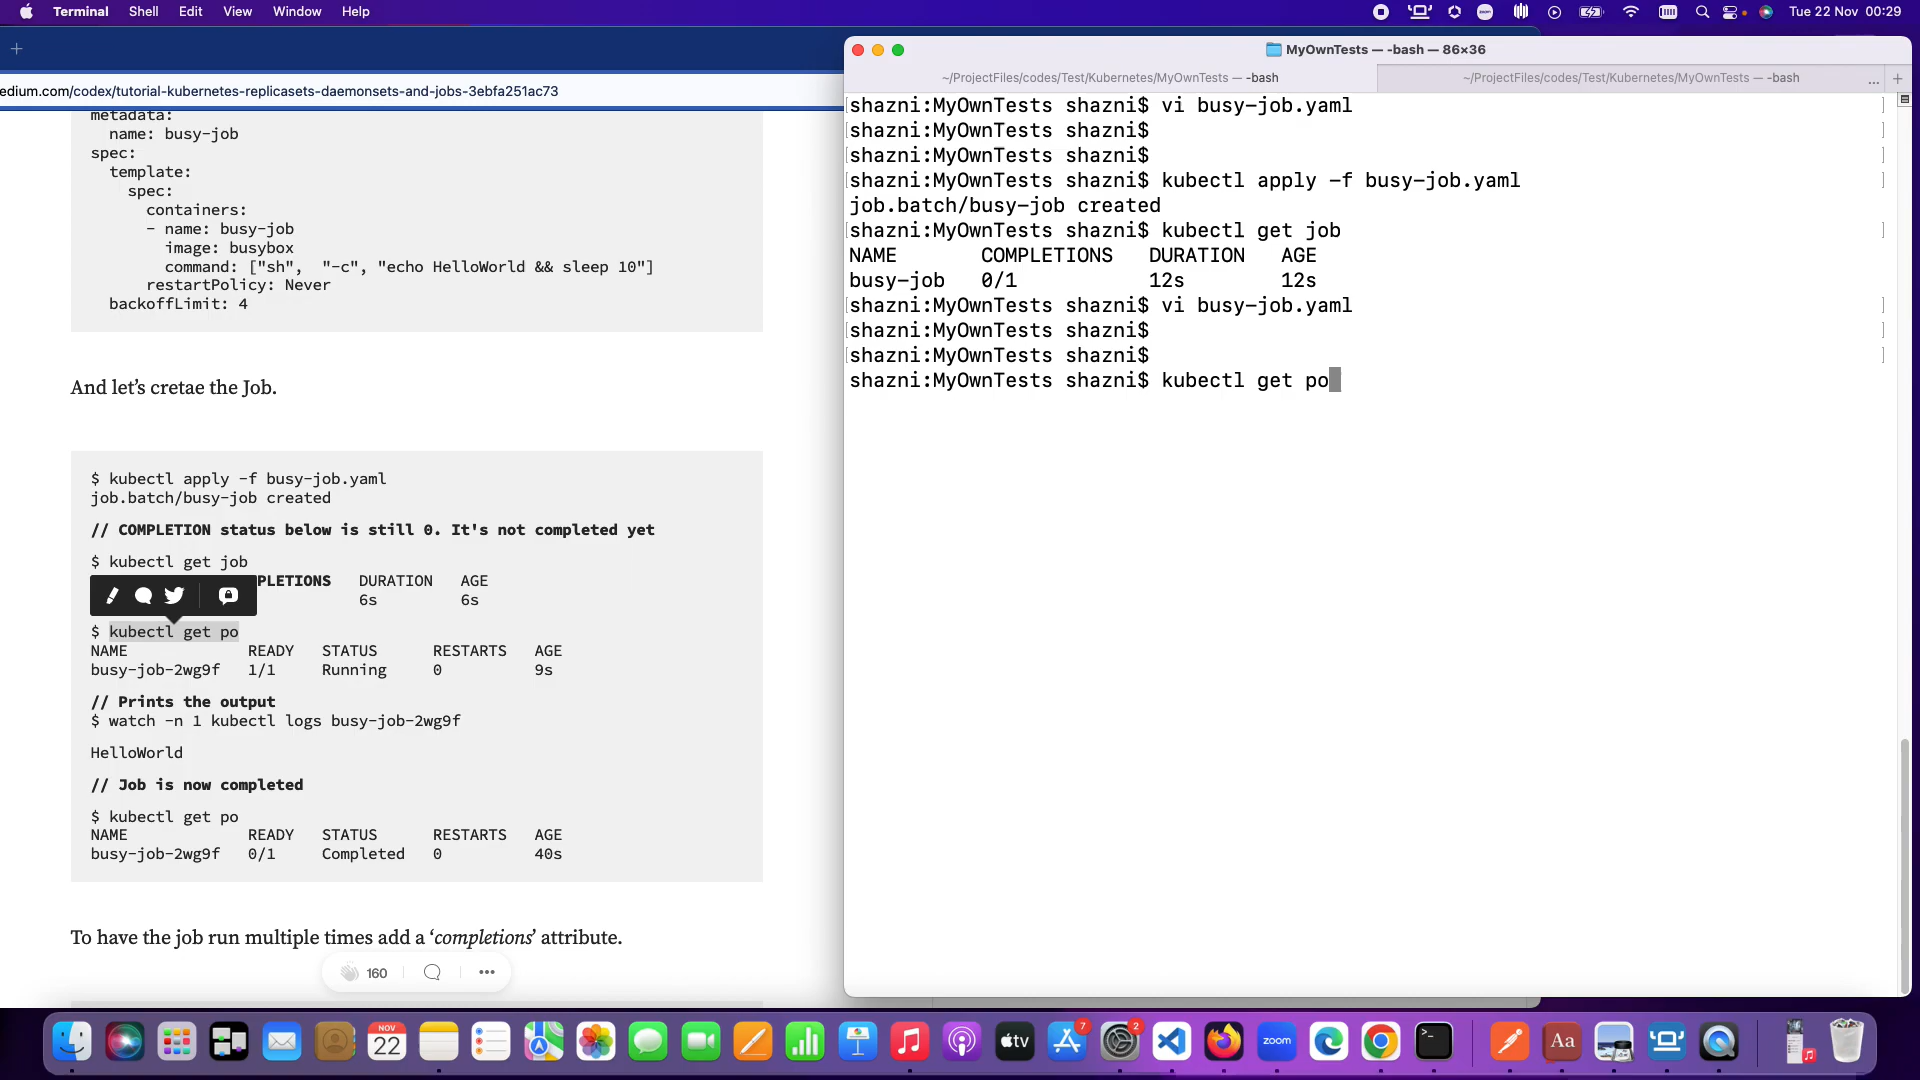 Terminal Shell Edit View Window Help
Tue 22 Nov 00:29
edium.com/codex/tutorial-kubernetes-replicasets-daemonsets-and-jobs-3ebfa251ac73
metadata:
name: busy-job
spec:
template:
spec:
containers:
- name: busy-job
image: busybox
command: ["sh", "-c", "echo HelloWorld && sleep 10"]
restartPolicy: Never
backoffLimit: 4
And let’s cretae the Job.
$ kubectl apply -f busy-job.yaml
job.batch/busy-job created
// COMPLETION status below is still 0. It's not completed yet
$ kubectl get job
PLETIONS DURATION AGE
6s 6s
$ kubectl get po
NAME READY STATUS RESTARTS AGE
busy-job-2wg9f 1/1 Running 0 9s
// Prints the output
$ watch -n 1 kubectl logs busy-job-2wg9f
HelloWorld
// Job is now completed
$ kubectl get po
NAME READY STATUS RESTARTS AGE
busy-job-2wg9f 0/1 Completed 0 40s
To have the job run multiple times add a ‘completions’ attribute.
160
MyOwnTests — -bash — 86×36
~/ProjectFiles/codes/Test/Kubernetes/MyOwnTests — -bash
~/ProjectFiles/codes/Test/Kubernetes/MyOwnTests — -bash ...
shazni:MyOwnTests shazni$ vi busy-job.yaml
shazni:MyOwnTests shazni$
shazni:MyOwnTests shazni$
shazni:MyOwnTests shazni$ kubectl apply -f busy-job.yaml
job.batch/busy-job created
shazni:MyOwnTests shazni$ kubectl get job
NAME COMPLETIONS DURATION AGE
busy-job 0/1 12s 12s
shazni:MyOwnTests shazni$ vi busy-job.yaml
shazni:MyOwnTests shazni$
shazni:MyOwnTests shazni$
shazni:MyOwnTests shazni$ kubectl get po
NOV
22
tv
7
2
zoom
Aa